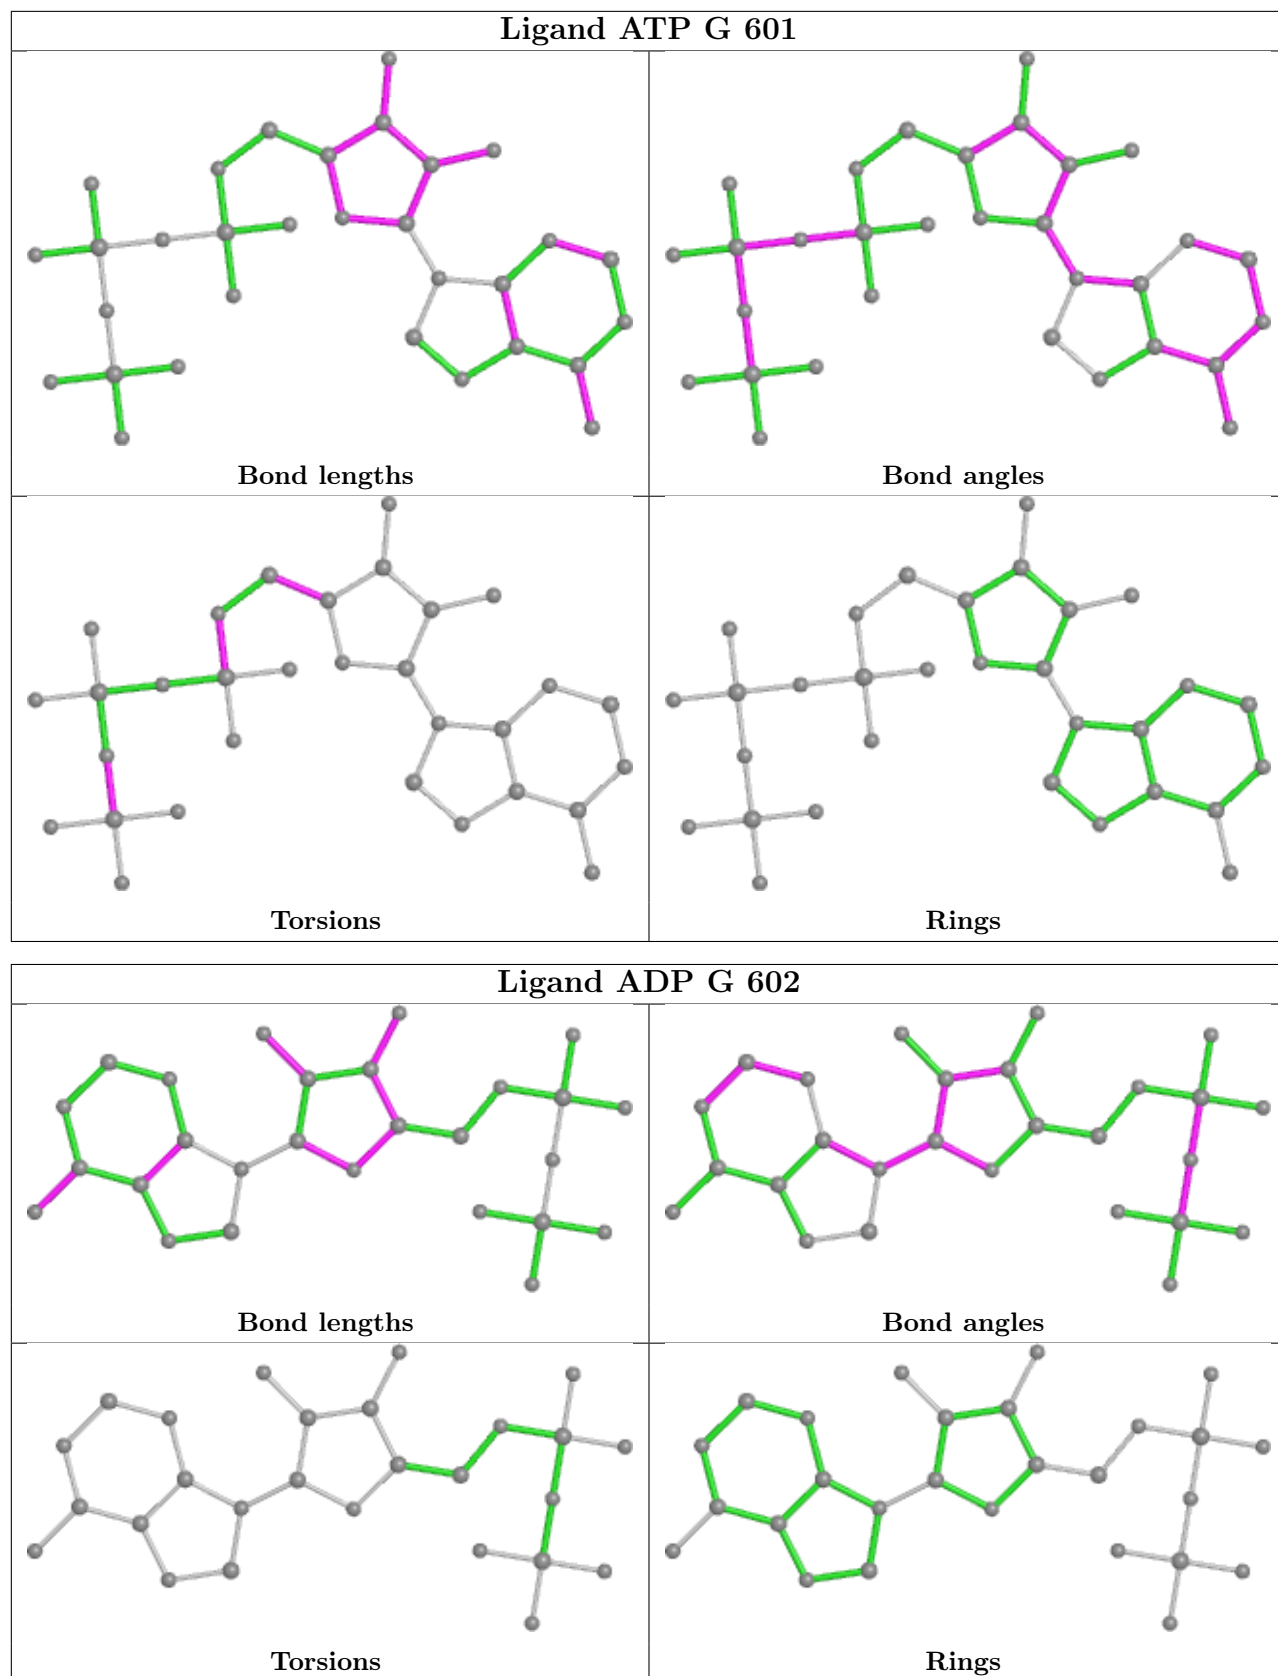 Ligand ATP G 601
Bond lengths
Bond angles
Torsions
Rings
Ligand ADP G 602
Bond lengths
Bond angles
Torsions
Rings